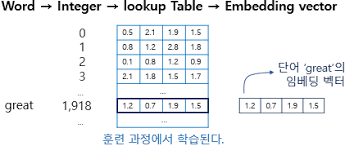 Word → Integer → lookup Table → Embedding vector
0 0.5 2.1 1.9 1.5
1 0.8 1.2 2.8 1.8
2 0.1 0.8 1.2 0.9
3 2.1 1.8 1.5 1.7
... ...
great 1,918 1.2 0.7 1.9 1.5
... ...
훈련 과정에서 학습된다.
단어 'great'의
임베딩 벡터
1.2 0.7 1.9 1.5